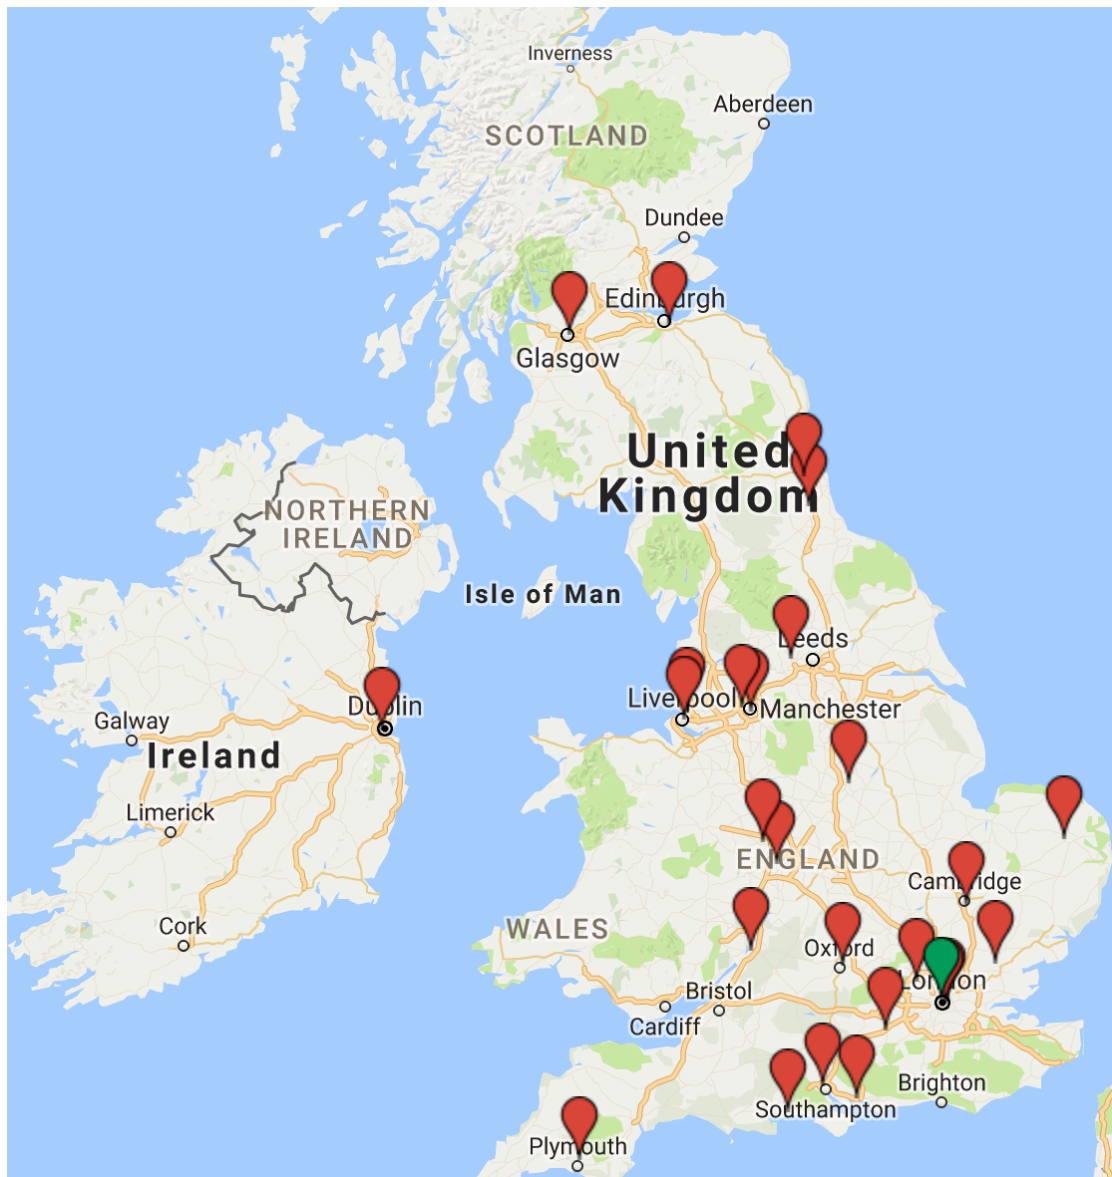 Inverness
Aberdeen
SCOTLAND
Dundee
Edinburgh
Glasgow
United
Kingdom
NORTHERN
IRELAND
Isle of Man
Leeds
Liverpool
Manchester
Dublin
Galway
Ireland
Limerick
ENGLAND
Cambridge
Cork
WALES
Oxford
London
Bristol
Cardiff
Brighton
Southampton
Plymouth